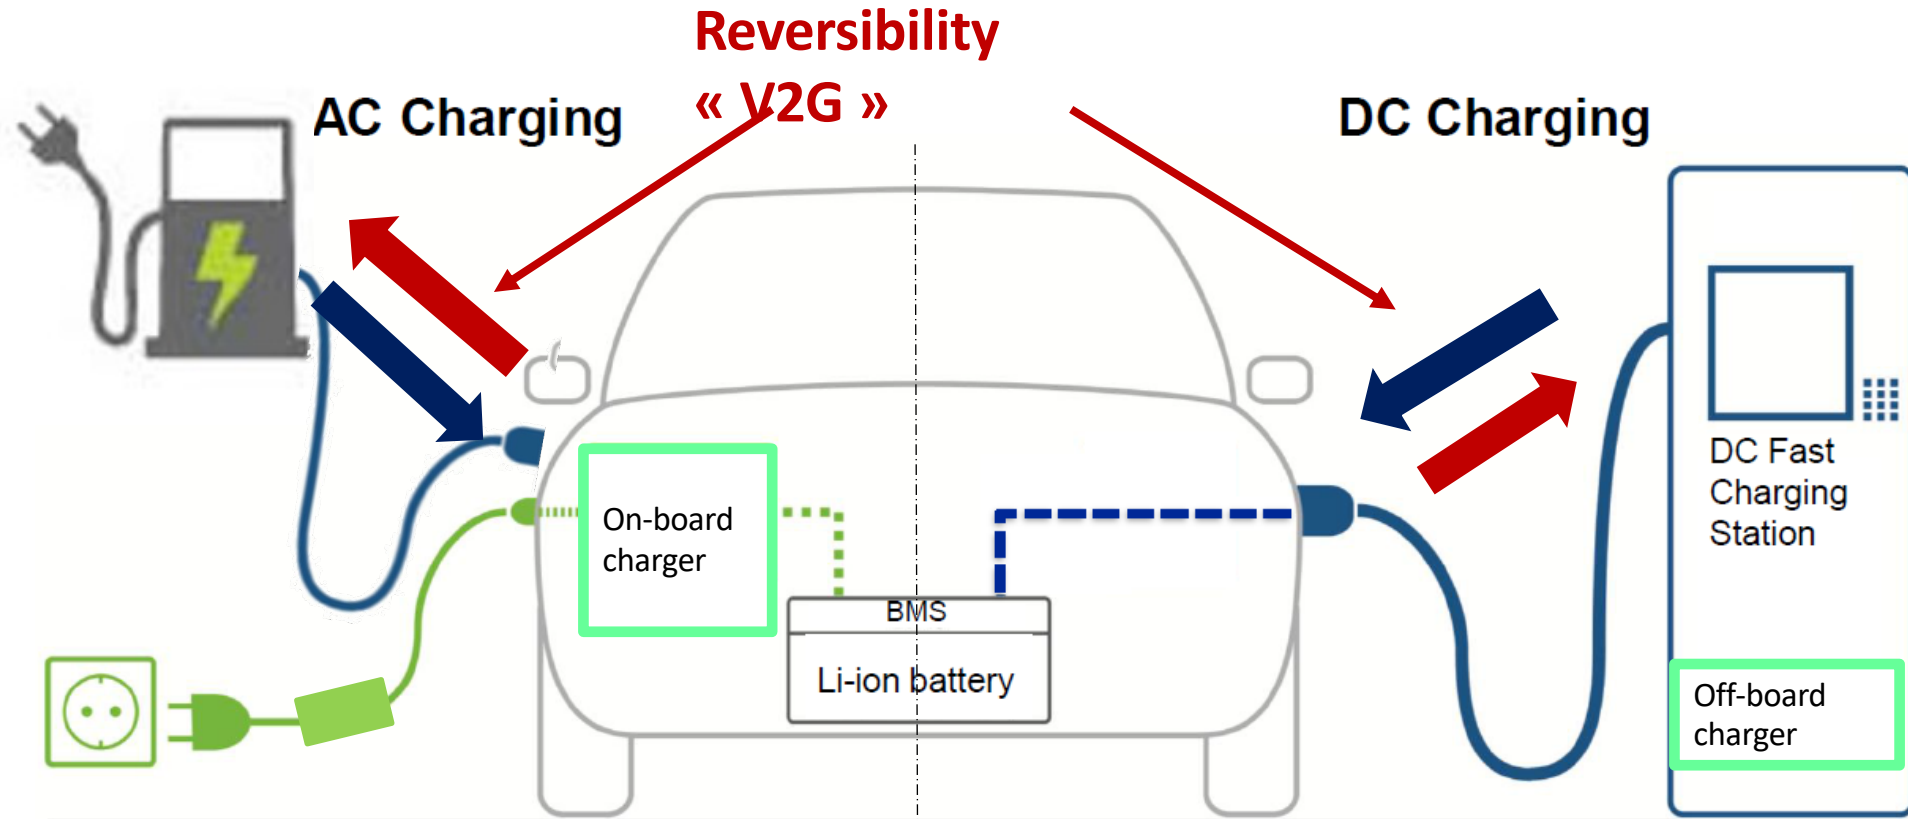 Reversibility
« V2G »
AC Charging
DC Charging
On-board
charger
BMS
Li-ion battery
DC Fast
Charging
Station
Off-board
charger